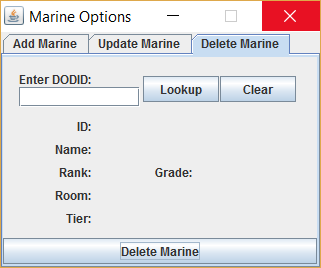 Marine Options
Add Marine Update Marine Delete Marine
Enter DODID:
Lookup Clear
ID:
Name:
Rank: Grade:
Room:
Tier:
Delete Marine